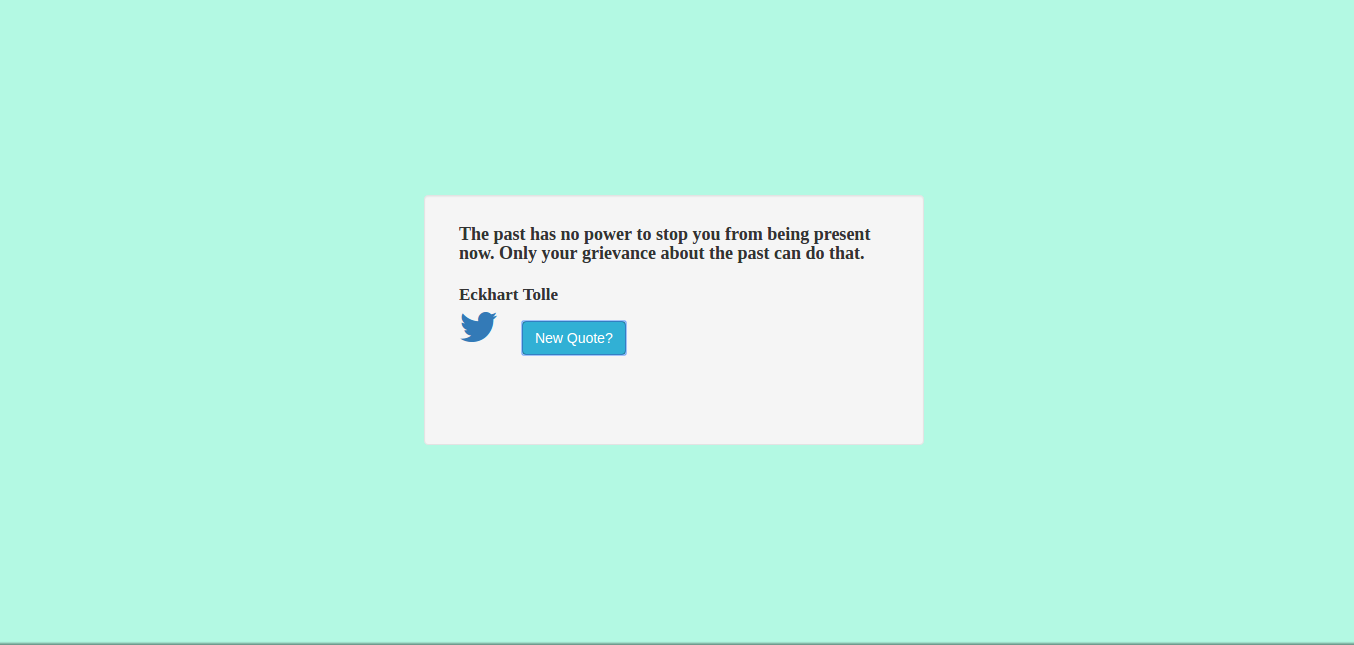 The past has no power to stop you from being present
now. Only your grievance about the past can do that.
Eckhart Tolle
New Quote?